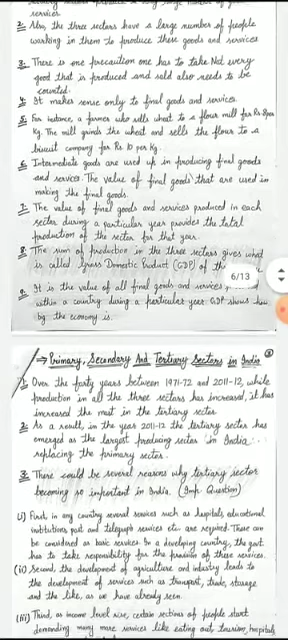 services.
2. Also, the three sectors have a large number of people
working in them to produce these goods and services
3. There is one precaution one has to take Not every
good that is produced and sold also needs to be
counted.
4. It makes sense only to final goods and services.
5. For instance, a farmer who sells wheat to a flour mill for Rs. 8per
Kg. The mill grinds the wheat and sells the flour to a
biscuit company for Rs 10 per kg.
6. Intermediate goods are used up in producing final goods
and services. The value of final goods that are used in
making the final goods.
7. The value of final goods and services produced in each
sector during a particular year provides the total
production of the sector for that year.
8. The sum of production in the three sectors gives what
is called Gross Domestic Product (GDP) of th
6/13
9. It is the value of all final goods and services,
within a country during a particular year. GDP shows how
big the economy is.
⇒ Primary, Secondary And Tertiary Sectors in India
1. Over the forty years between 1971-72 and 2011-12, while
production in all the three sectors has increased, it has
increased the most in the tertiary sector
2. As a result, in the year 2011-12 the tertiary sector has
emerged as the largest producing sector in India
replacing the primary sector.
3. There could be several reasons why tertiary sector
becoming so important in India. (Imp. Question)
(i) First, in any country several services such as hospitals, educational
institutions, post and telegraph services etc. are required. These can
be considered as basic services. In a developing country, the govt.
has to take responsibility for the provision of these services.
(ii) Second, the development of agriculture and industry leads to
the development of services such as transport, trade, storage
and the like, as we have already seen.
(iii) Third, as income level rise, certain sections of people start
demanding many more services like eating out, tourism, hospitals,